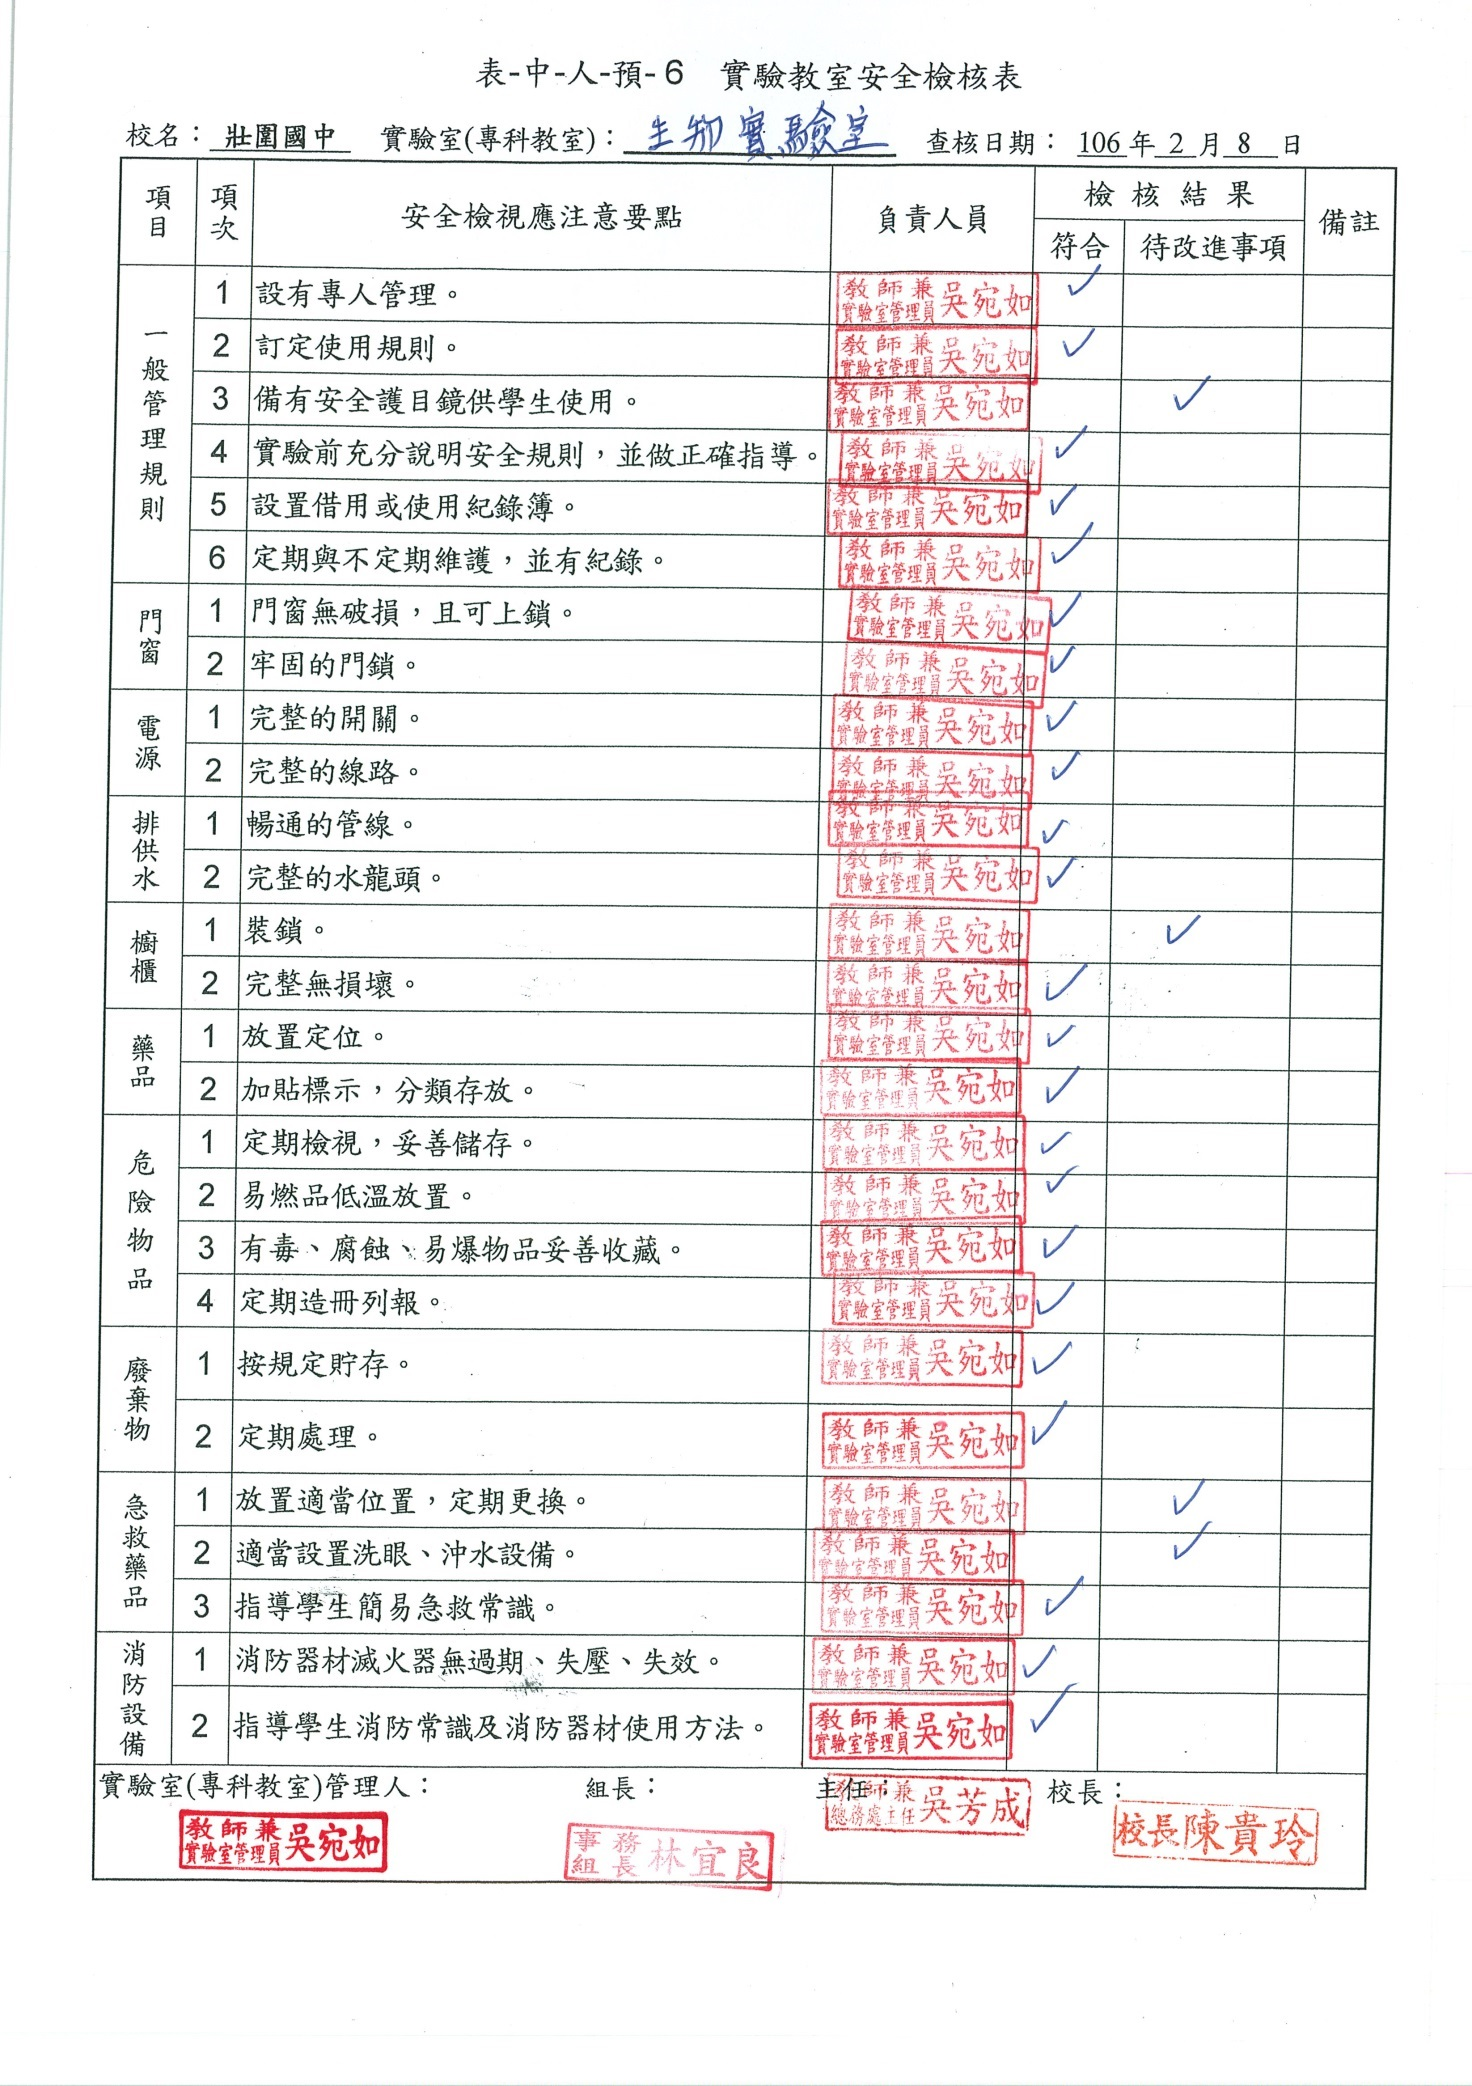 表-中-人-預-6 實驗教室安全檢核表
校名：壯圍國中 實驗室(專科教室)：生物實驗室 查核日期：106年2月8日
項目 項次 安全檢視應注意要點 負責人員 檢核結果 備註
符合 待改進事項
一般管理規則
1 設有專人管理。 教師兼實驗室管理員吳宛如 ✓
2 訂定使用規則。 教師兼實驗室管理員吳宛如 ✓
3 備有安全護目鏡供學生使用。 教師兼實驗室管理員吳宛如 ✓
4 實驗前充分說明安全規則，並做正確指導。 教師兼實驗室管理員吳宛如 ✓
5 設置借用或使用紀錄簿。 教師兼實驗室管理員吳宛如 ✓
6 定期與不定期維護，並有紀錄。 教師兼實驗室管理員吳宛如 ✓
門窗
1 門窗無破損，且可上鎖。 教師兼實驗室管理員吳宛如 ✓
2 牢固的門鎖。 教師兼實驗室管理員吳宛如 ✓
電源
1 完整的開關。 教師兼實驗室管理員吳宛如 ✓
2 完整的線路。 教師兼實驗室管理員吳宛如 ✓
排供水
1 暢通的管線。 教師兼實驗室管理員吳宛如 ✓
2 完整的水龍頭。 教師兼實驗室管理員吳宛如 ✓
櫥櫃
1 裝鎖。 教師兼實驗室管理員吳宛如 ✓
2 完整無損壞。 教師兼實驗室管理員吳宛如 ✓
藥品
1 放置定位。 教師兼實驗室管理員吳宛如 ✓
2 加貼標示，分類存放。 教師兼實驗室管理員吳宛如 ✓
危險物品
1 定期檢視，妥善儲存。 教師兼實驗室管理員吳宛如 ✓
2 易燃品低溫放置。 教師兼實驗室管理員吳宛如 ✓
3 有毒、腐蝕、易爆物品妥善收藏。 教師兼實驗室管理員吳宛如 ✓
4 定期造冊列報。 教師兼實驗室管理員吳宛如 ✓
廢棄物
1 按規定貯存。 教師兼實驗室管理員吳宛如 ✓
2 定期處理。 教師兼實驗室管理員吳宛如 ✓
急救藥品
1 放置適當位置，定期更換。 教師兼實驗室管理員吳宛如 ✓
2 適當設置洗眼、沖水設備。 教師兼實驗室管理員吳宛如 ✓
3 指導學生簡易急救常識。 教師兼實驗室管理員吳宛如 ✓
消防設備
1 消防器材滅火器無過期、失壓、失效。 教師兼實驗室管理員吳宛如 ✓
2 指導學生消防常識及消防器材使用方法。 教師兼實驗室管理員吳宛如 ✓
實驗室(專科教室)管理人： 組長： 主任： 校長：
教師兼實驗室管理員吳宛如 事務組長林宜良 教師兼總務處主任吳芳成 校長陳貴玲